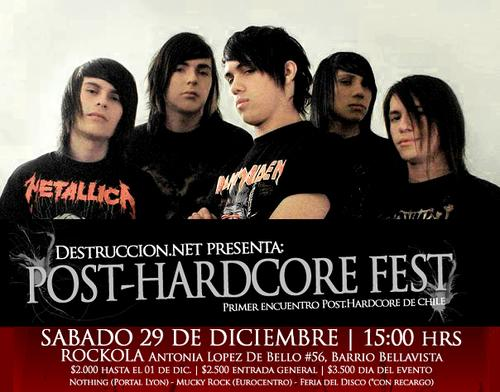 METALLICA
IRON MAIDEN
DESTRUCCION.NET PRESENTA:
POST-HARDCORE FEST
PRIMER ENCUENTRO POST-HARDCORE DE CHILE
SABADO 29 DE DICIEMBRE | 15:00 HRS
ROCKOLA ANTONIA LOPEZ DE BELLO #56, BARRIO BELLAVISTA
$2.000 HASTA EL 01 DE DIC. | $2.500 ENTRADA GENERAL | $3.500 DIA DEL EVENTO
NOTHING (PORTAL LYON) - MUCKY ROCK (EUROCENTRO) - FERIA DEL DISCO (*CON RECARGO)